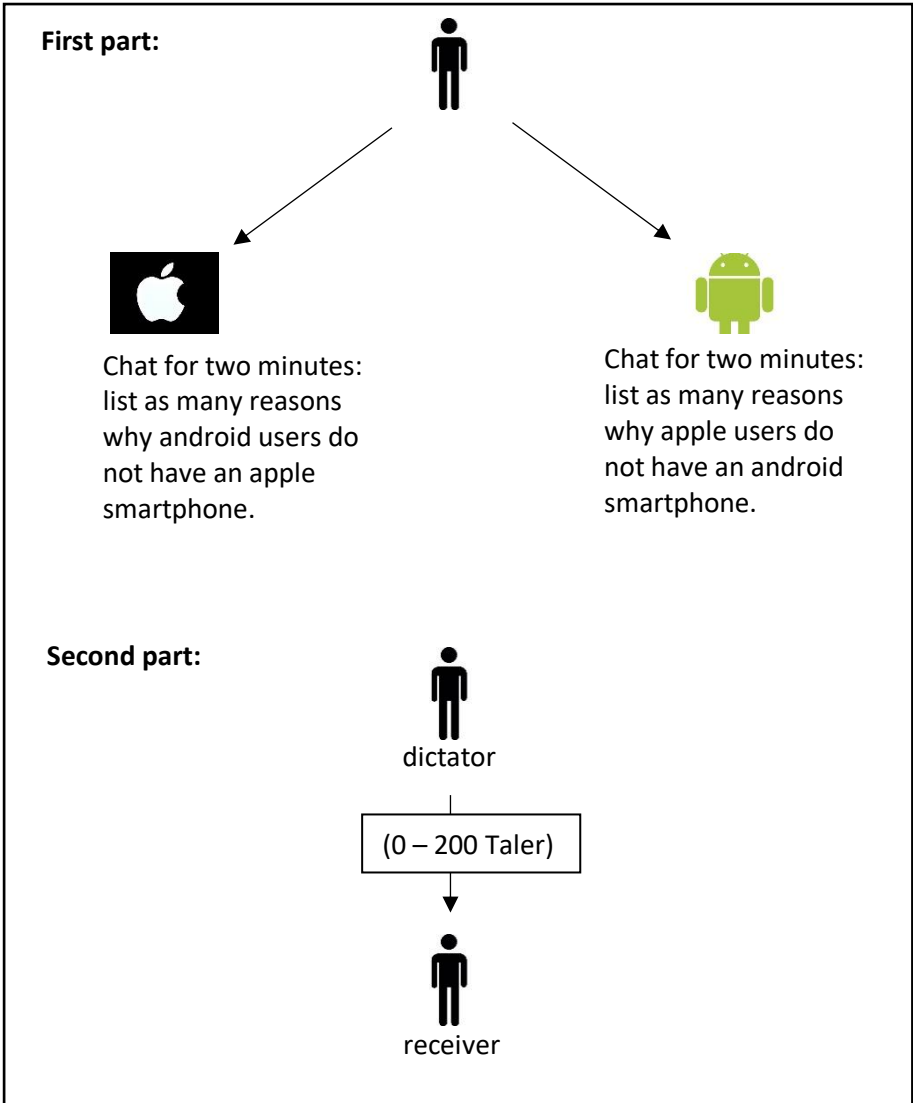 First part:
Chat for two minutes:
list as many reasons
why android users do
not have an apple
smartphone.
Chat for two minutes:
list as many reasons
why apple users do
not have an android
smartphone.
Second part:
dictator
(0 – 200 Taler)
receiver